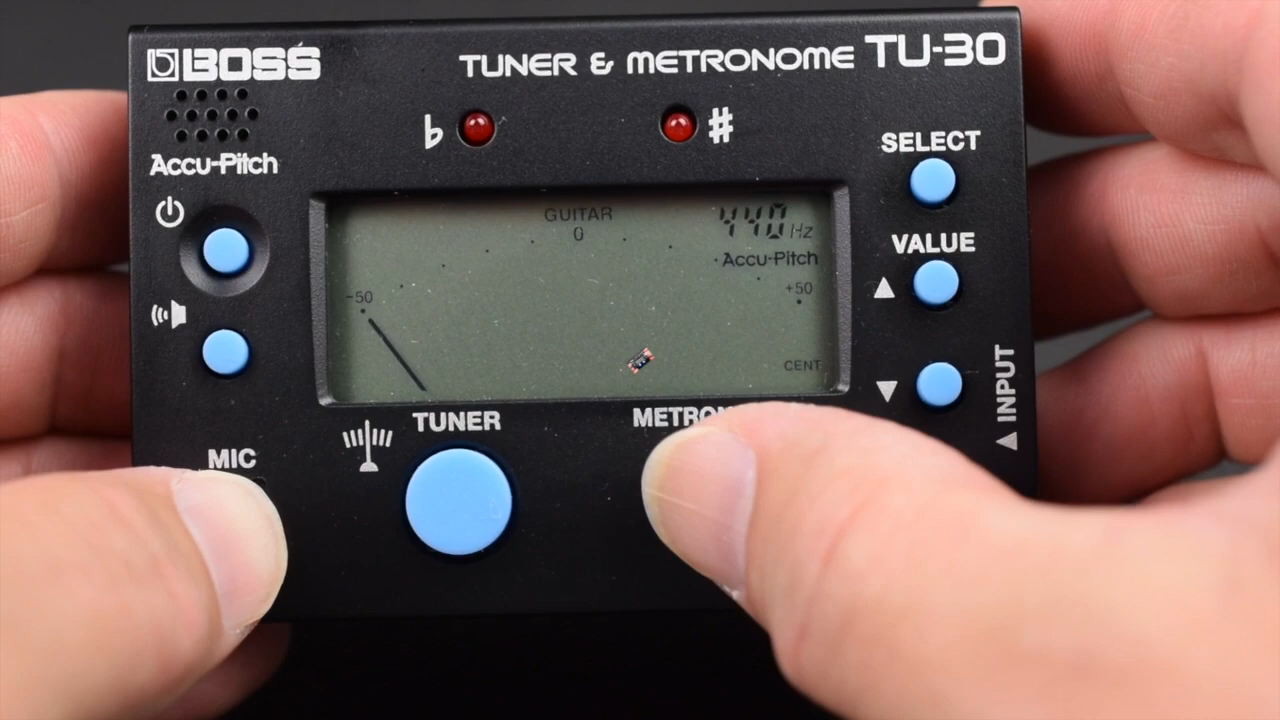 BOSS
TUNER & METRONOME TU-30
♭
#
Accu-Pitch
SELECT
VALUE
GUITAR
0
440 Hz
Accu-Pitch
-50
+50
CENT
INPUT
TUNER
METRON
MIC